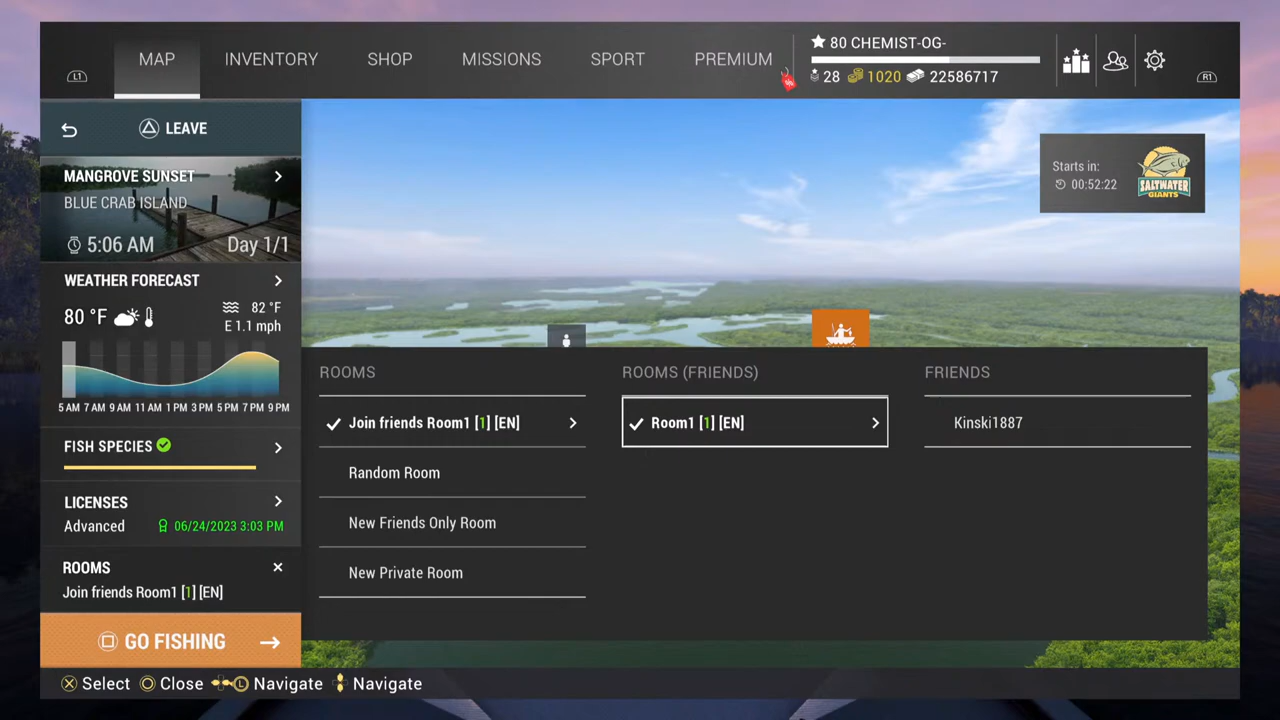 L1
MAP
INVENTORY
SHOP
MISSIONS
SPORT
PREMIUM
80 CHEMIST-OG-
28 1020 22586717
R1
LEAVE
MANGROVE SUNSET
BLUE CRAB ISLAND
5:06 AM Day 1/1
WEATHER FORECAST
80 °F 82 °F
E 1.1 mph
5 AM 7 AM 9 AM 11 AM 1 PM 3 PM 5 PM 7 PM 9 PM
FISH SPECIES
LICENSES
Advanced 06/24/2023 3:03 PM
ROOMS
Join friends Room1 [1] [EN]
GO FISHING
Starts in:
00:52:22
SALTWATER
GIANTS
ROOMS
Join friends Room1 [1] [EN]
Random Room
New Friends Only Room
New Private Room
ROOMS (FRIENDS)
Room1 [1] [EN]
FRIENDS
Kinski1887
Select Close L Navigate Navigate